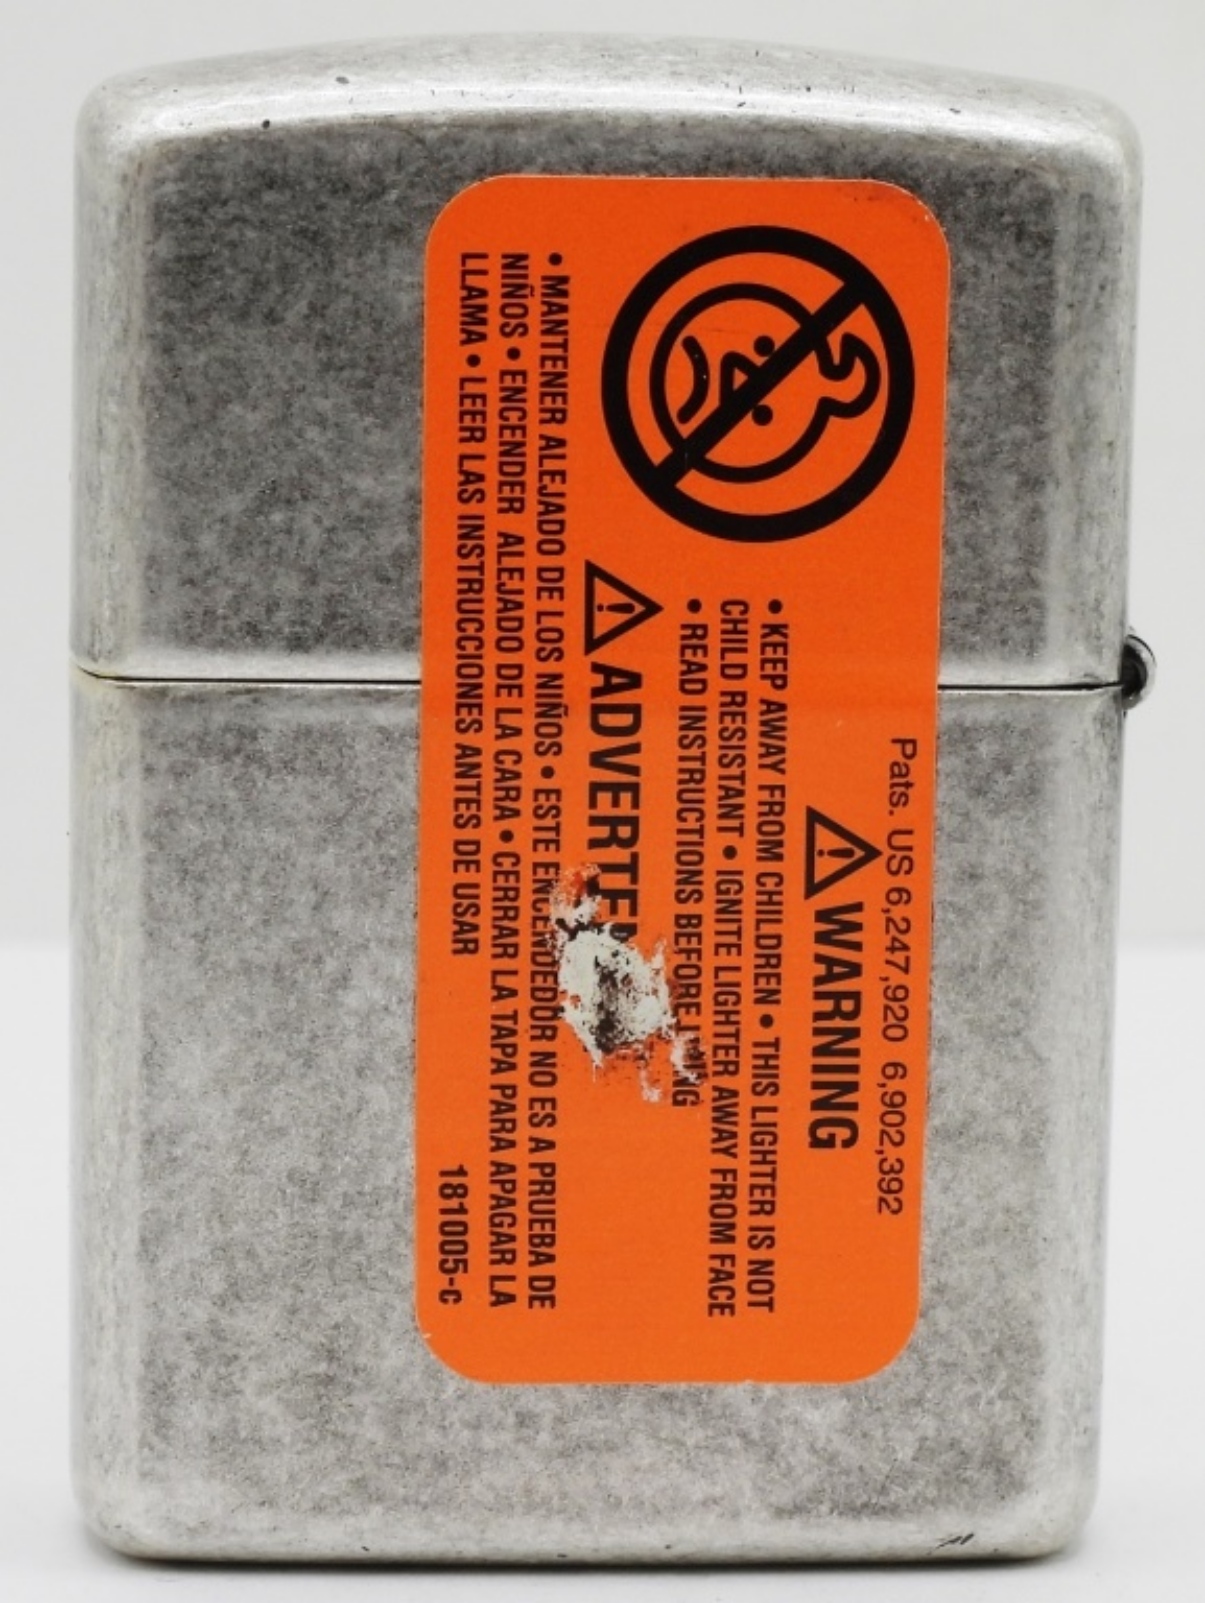 Pats. US 6,247,920 6,902,392
WARNING
• KEEP AWAY FROM CHILDREN • THIS LIGHTER IS NOT
CHILD RESISTANT • IGNITE LIGHTER AWAY FROM FACE
• READ INSTRUCTIONS BEFORE
• MANTENER ALEJADO DE LOS NIÑOS • ESTE ENCENDEDOR NO ES A PRUEBA DE
NIÑOS • ENCENDER ALEJADO DE LA CARA • CERRAR LA TAPA PARA APAGAR LA
LLAMA • LEER LAS INSTRUCCIONES ANTES DE USAR
181005-c